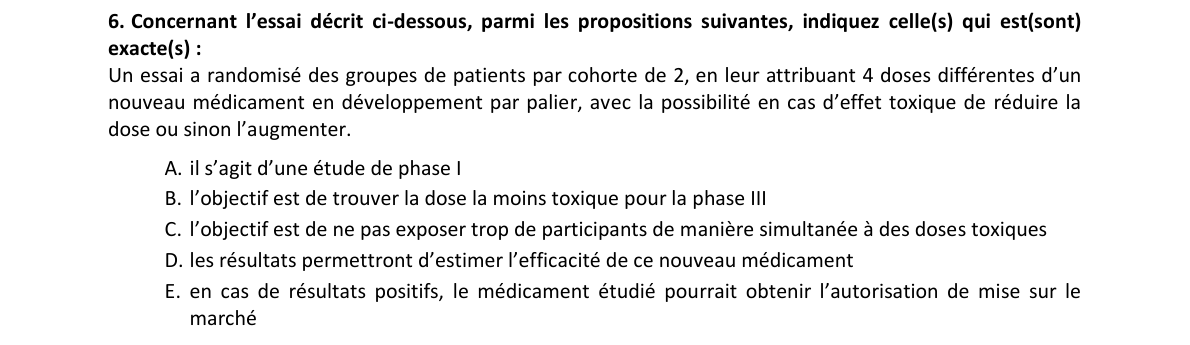 6. Concernant l’essai décrit ci-dessous, parmi les propositions suivantes, indiquez celle(s) qui est(sont)
exacte(s) :
Un essai a randomisé des groupes de patients par cohorte de 2, en leur attribuant 4 doses différentes d’un
nouveau médicament en développement par palier, avec la possibilité en cas d’effet toxique de réduire la
dose ou sinon l’augmenter.
A. il s’agit d’une étude de phase I
B. l’objectif est de trouver la dose la moins toxique pour la phase III
C. l’objectif est de ne pas exposer trop de participants de manière simultanée à des doses toxiques
D. les résultats permettront d’estimer l’efficacité de ce nouveau médicament
E. en cas de résultats positifs, le médicament étudié pourrait obtenir l’autorisation de mise sur le
marché